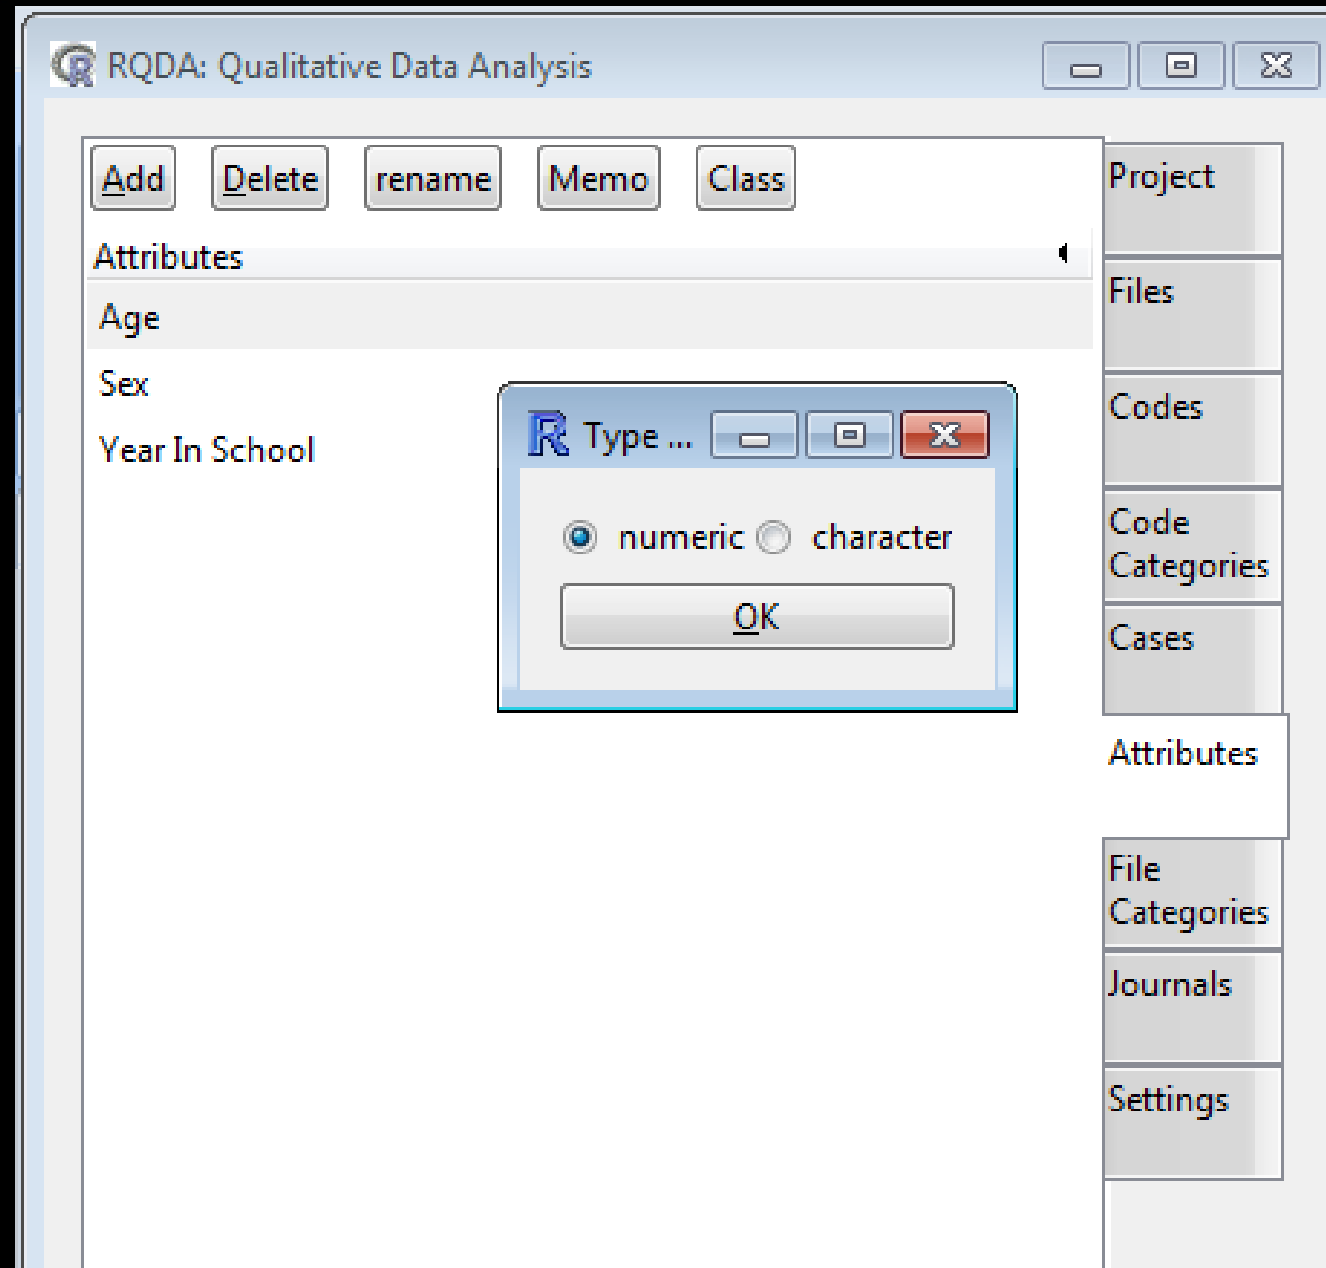 RQDA: Qualitative Data Analysis
Add Delete rename Memo Class
Attributes
Age
Sex
Year In School
Type ...
numeric character
OK
Project
Files
Codes
Code
Categories
Cases
Attributes
File
Categories
Journals
Settings